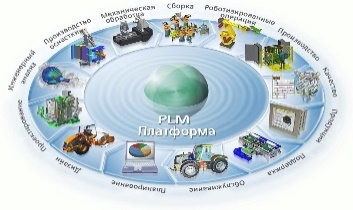 Производство
оснастки
Механическая
обработка
Сборка
Роботизированные
операции
Производство
Качество
Продажи
Поддержка
Обслуживание
Планирование
Дизайн
Проектирование
Инженерный
анализ
PLM
Платформа